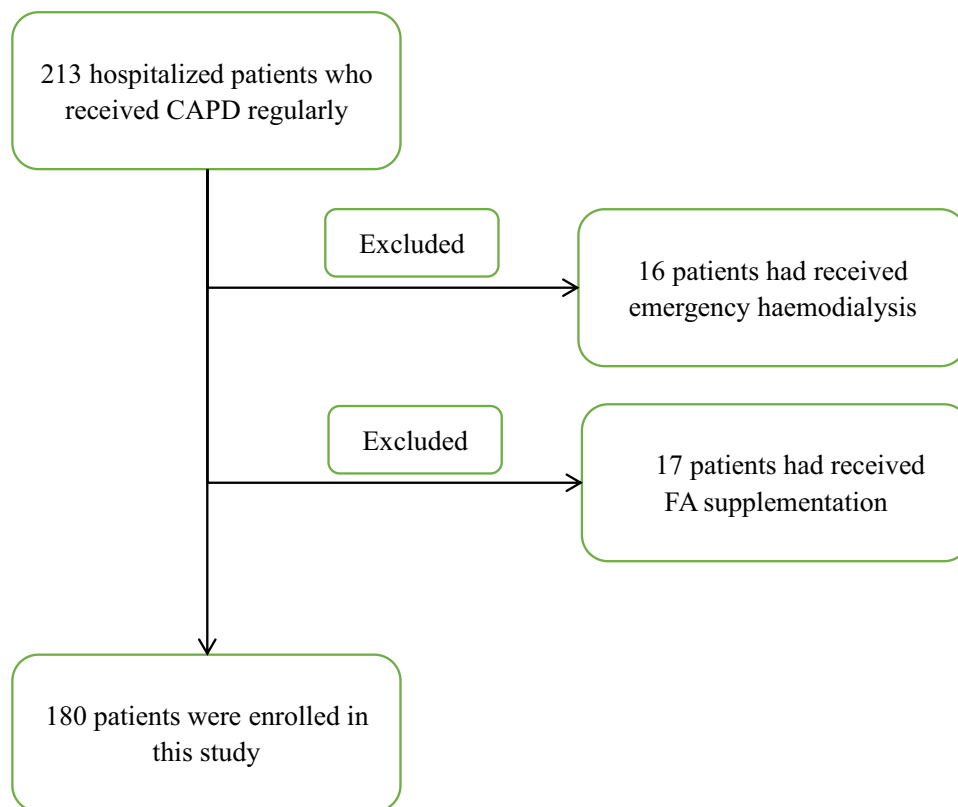 213 hospitalized patients who
received CAPD regularly
Excluded
16 patients had received
emergency haemodialysis
Excluded
17 patients had received
FA supplementation
180 patients were enrolled in
this study